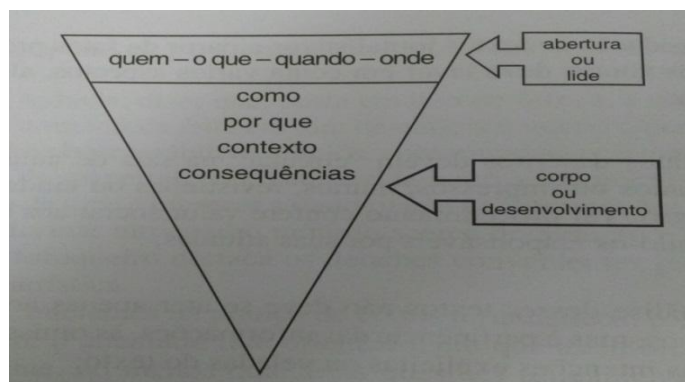 quem – o que – quando – onde
abertura
ou
lide
como
por que
contexto
consequências
corpo
ou
desenvolvimento